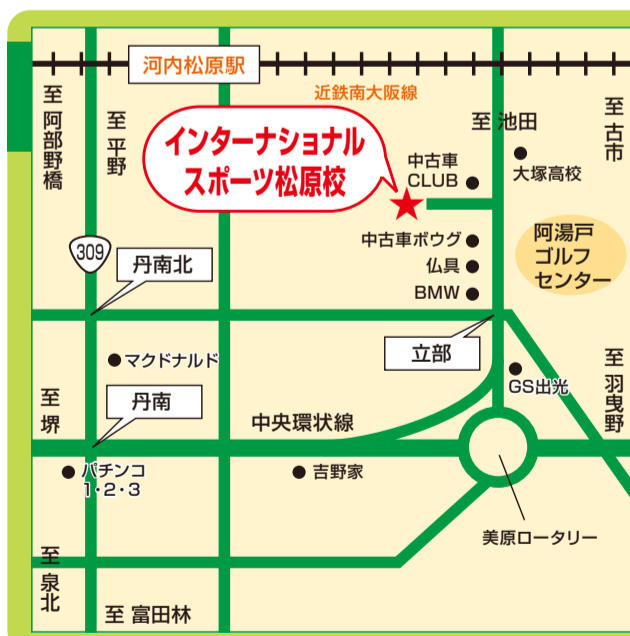 河内松原駅
近鉄南大阪線
至 阿部野橋
至 平野
至 池田
至 古市
インターナショナル
スポーツ松原校
中古車
CLUB
大塚高校
309
丹南北
中古車ボウグ
仏具
BMW
阿湯戸
ゴルフ
センター
マクドナルド
立部
至 羽曳野
GS出光
至 堺
丹南
中央環状線
パチンコ
1・2・3
吉野家
美原ロータリー
至 泉北
至 富田林